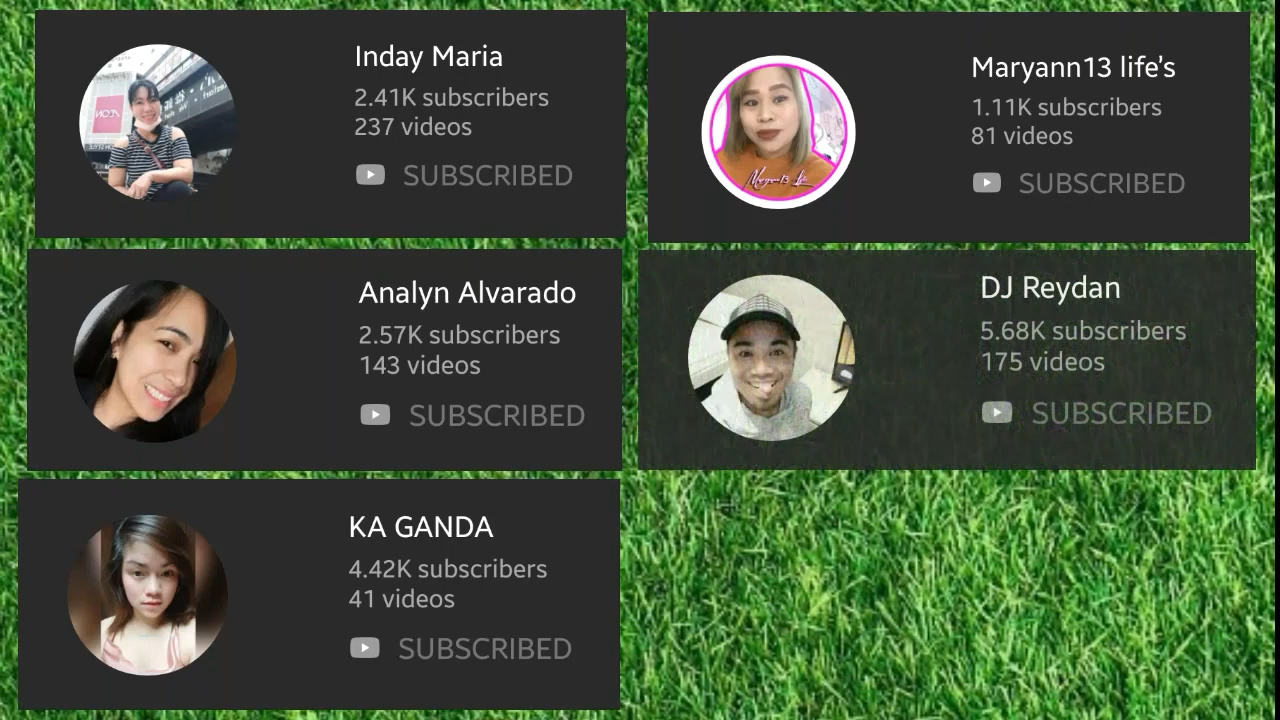 Inday Maria
2.41K subscribers
237 videos
SUBSCRIBED
Maryann13 life's
1.11K subscribers
81 videos
SUBSCRIBED
Analyn Alvarado
2.57K subscribers
143 videos
SUBSCRIBED
DJ Reydan
5.68K subscribers
175 videos
SUBSCRIBED
KA GANDA
4.42K subscribers
41 videos
SUBSCRIBED